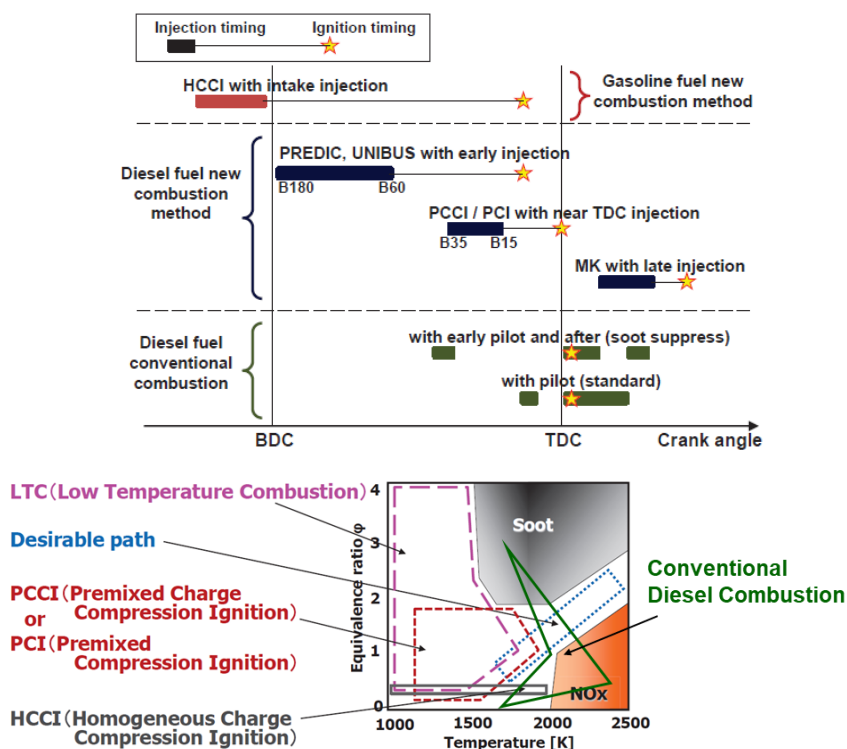 Injection timing
Ignition timing
HCCI with intake injection
Gasoline fuel new
combustion method
Diesel fuel new
combustion
method
PREDIC, UNIBUS with early injection
B180
B60
PCCI / PCI with near TDC injection
B35
B15
MK with late injection
Diesel fuel
conventional
combustion
with early pilot and after (soot suppress)
with pilot (standard)
BDC
TDC
Crank angle
LTC(Low Temperature Combustion)
Desirable path
PCCI(Premixed Charge
Compression Ignition)
or
PCI(Premixed
Compression Ignition)
HCCI(Homogeneous Charge
Compression Ignition)
Equivalence ratio φ
4
3
2
1
0
Soot
NOx
Conventional
Diesel Combustion
1000
1500
2000
2500
Temperature [K]